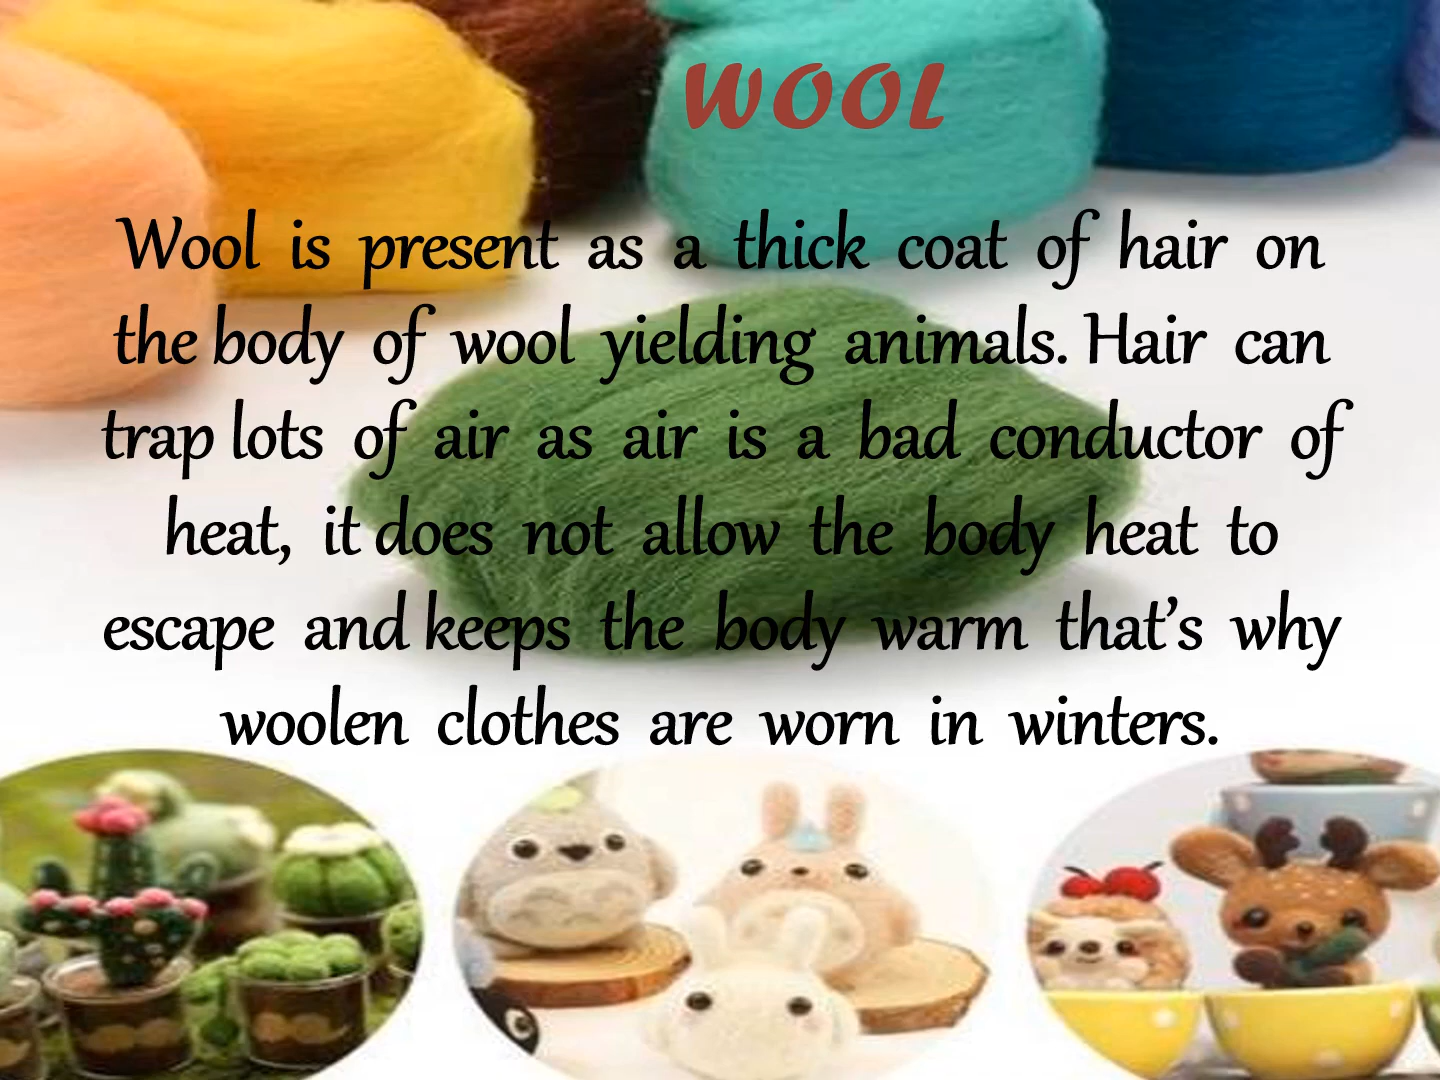 WOOL
Wool is present as a thick coat of hair on
the body of wool yielding animals. Hair can
trap lots of air as air is a bad conductor of
heat, it does not allow the body heat to
escape and keeps the body warm that’s why
woolen clothes are worn in winters.